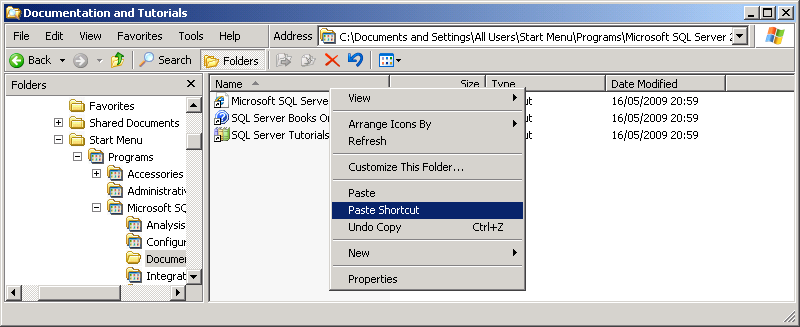 Documentation and Tutorials
File Edit View Favorites Tools Help Address C:\Documents and Settings\All Users\Start Menu\Programs\Microsoft SQL Server 2
Back Search Folders
Folders
Name Size Type Date Modified
Favorites
Shared Documents
Start Menu
Programs
Accessories
Administrativ
Microsoft SQ
Analysis
Configur
Documen
Integrat
Microsoft SQL Serve ut 16/05/2009 20:59
SQL Server Books On ut 16/05/2009 20:59
SQL Server Tutorials ut 16/05/2009 20:59
View
Arrange Icons By
Refresh
Customize This Folder...
Paste
Paste Shortcut
Undo Copy Ctrl+Z
New
Properties